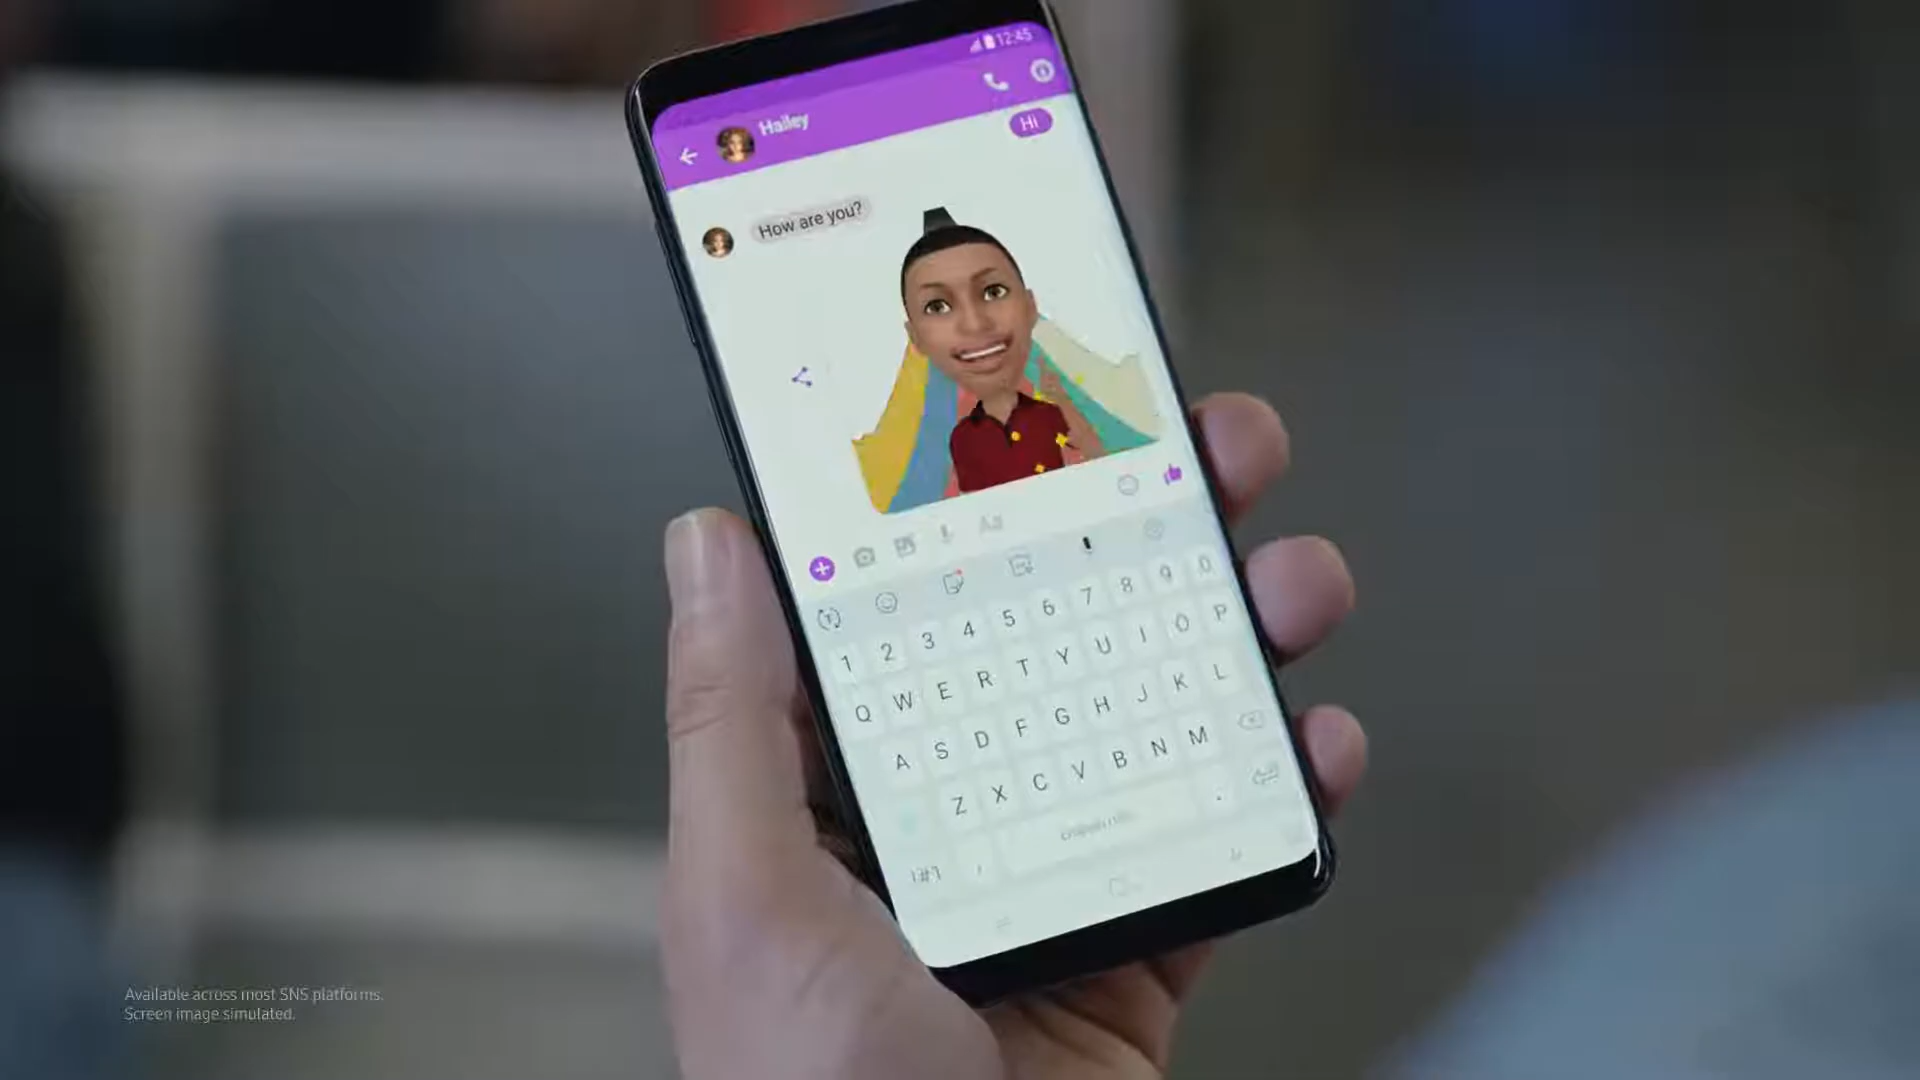 12:45
Hailey
Hi
How are you?
Aa
1 2 3 4 5 6 7 8 9 0
Q W E R T Y U I O P
A S D F G H J K L
Z X C V B N M
!#1 , .
Available across most SNS platforms.
Screen image simulated.